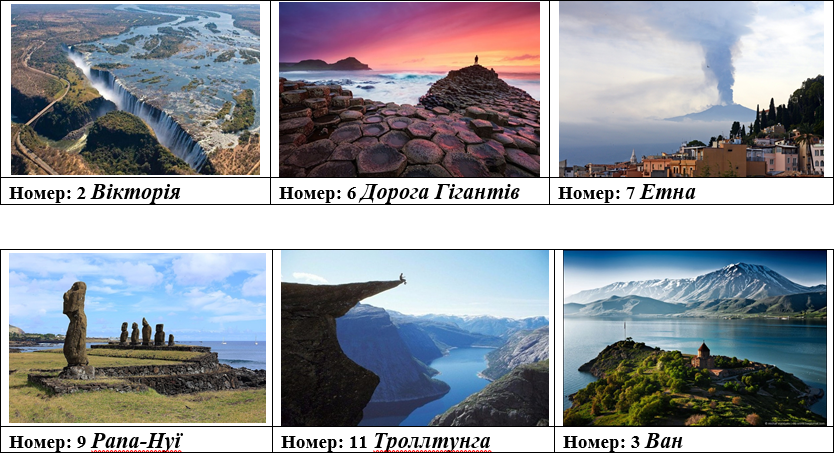 Номер: 2 Вікторія
Номер: 6 Дорога Гігантів
Номер: 7 Етна
Номер: 9 Рапа-Нуї
Номер: 11 Троллтунга
Номер: 3 Ван